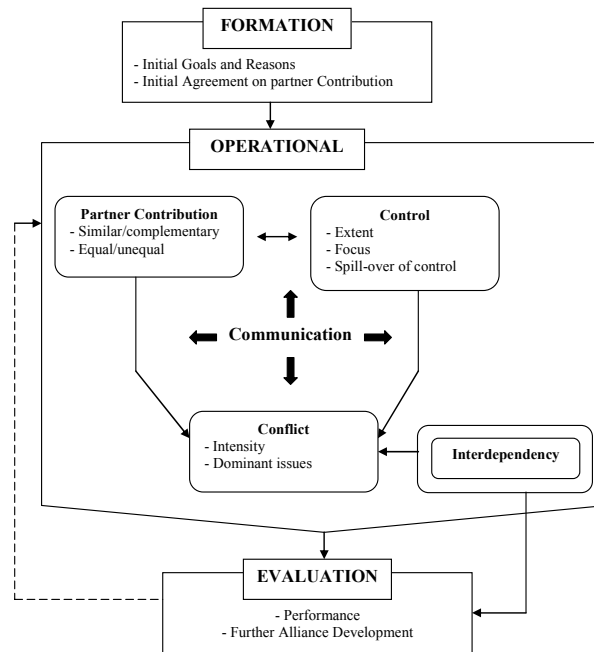 FORMATION
- Initial Goals and Reasons
- Initial Agreement on partner Contribution
OPERATIONAL
Partner Contribution
- Similar/complementary
- Equal/unequal
Control
- Extent
- Focus
- Spill-over of control
Communication
Conflict
- Intensity
- Dominant issues
Interdependency
EVALUATION
- Performance
- Further Alliance Development